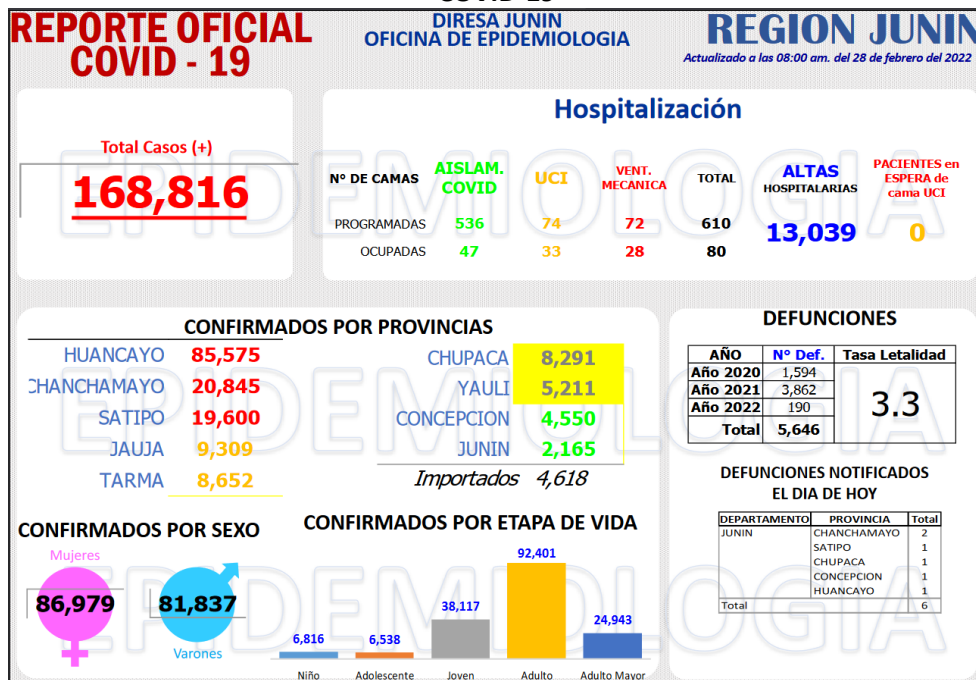 REPORTE OFICIAL
COVID - 19
DIRESA JUNIN
OFICINA DE EPIDEMIOLOGIA
REGION JUNIN
Actualizado a las 08:00 am. del 28 de febrero del 2022
Total Casos (+)
168,816
Hospitalización
Nº DE CAMAS AISLAM. COVID UCI VENT. MECANICA TOTAL ALTAS HOSPITALARIAS PACIENTES en ESPERA de cama UCI
PROGRAMADAS 536 74 72 610 13,039 0
OCUPADAS 47 33 28 80
CONFIRMADOS POR PROVINCIAS
HUANCAYO 85,575
CHANCHAMAYO 20,845
SATIPO 19,600
JAUJA 9,309
TARMA 8,652
CHUPACA 8,291
YAULI 5,211
CONCEPCION 4,550
JUNIN 2,165
Importados 4,618
DEFUNCIONES
AÑO Nº Def. Tasa Letalidad
Año 2020 1,594
Año 2021 3,862
Año 2022 190
Total 5,646
3.3
DEFUNCIONES NOTIFICADOS
EL DIA DE HOY
DEPARTAMENTO PROVINCIA Total
JUNIN CHANCHAMAYO 2
SATIPO 1
CHUPACA 1
CONCEPCION 1
HUANCAYO 1
Total 6
CONFIRMADOS POR SEXO
Mujeres
86,979
81,837
Varones
CONFIRMADOS POR ETAPA DE VIDA
6,816 6,538 38,117 92,401 24,943
Niño Adolescente Joven Adulto Adulto Mayor
EPIDEMIOLOGIA
EPIDEMIOLOGIA
EPIDEMIOLOGIA